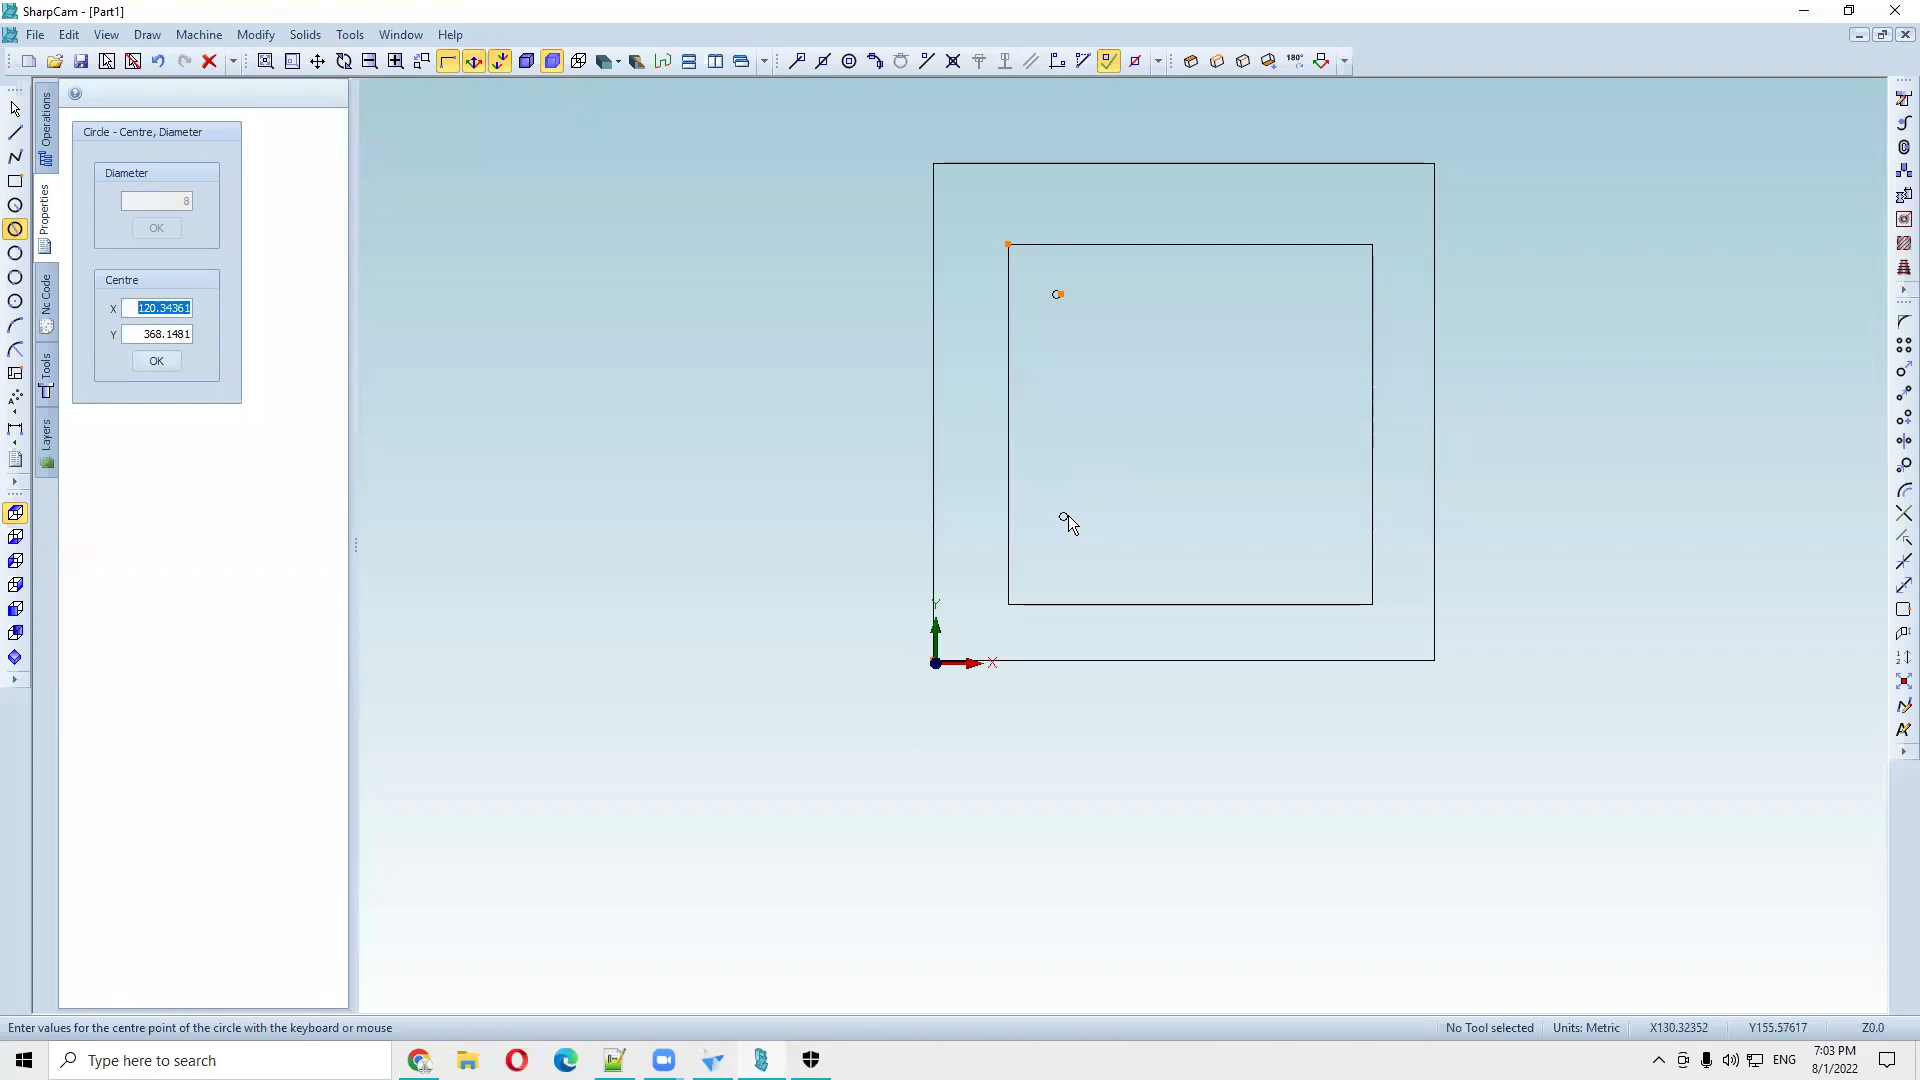 SharpCam - [Part1]
File Edit View Draw Machine Modify Solids Tools Options Window Help
180°
Operations
Properties
Nc Code
Tools
Layers
Circle - Centre, Diameter
Diameter
8
OK
Centre
X 120.34361
Y 368.1481
OK
Y
X
Enter values for the centre point of the circle with the keyboard or mouse
No Tool selected Units: Metric X130.32352 Y155.57617 Z0.0
Type here to search
ENG
7:03 PM
8/1/2022